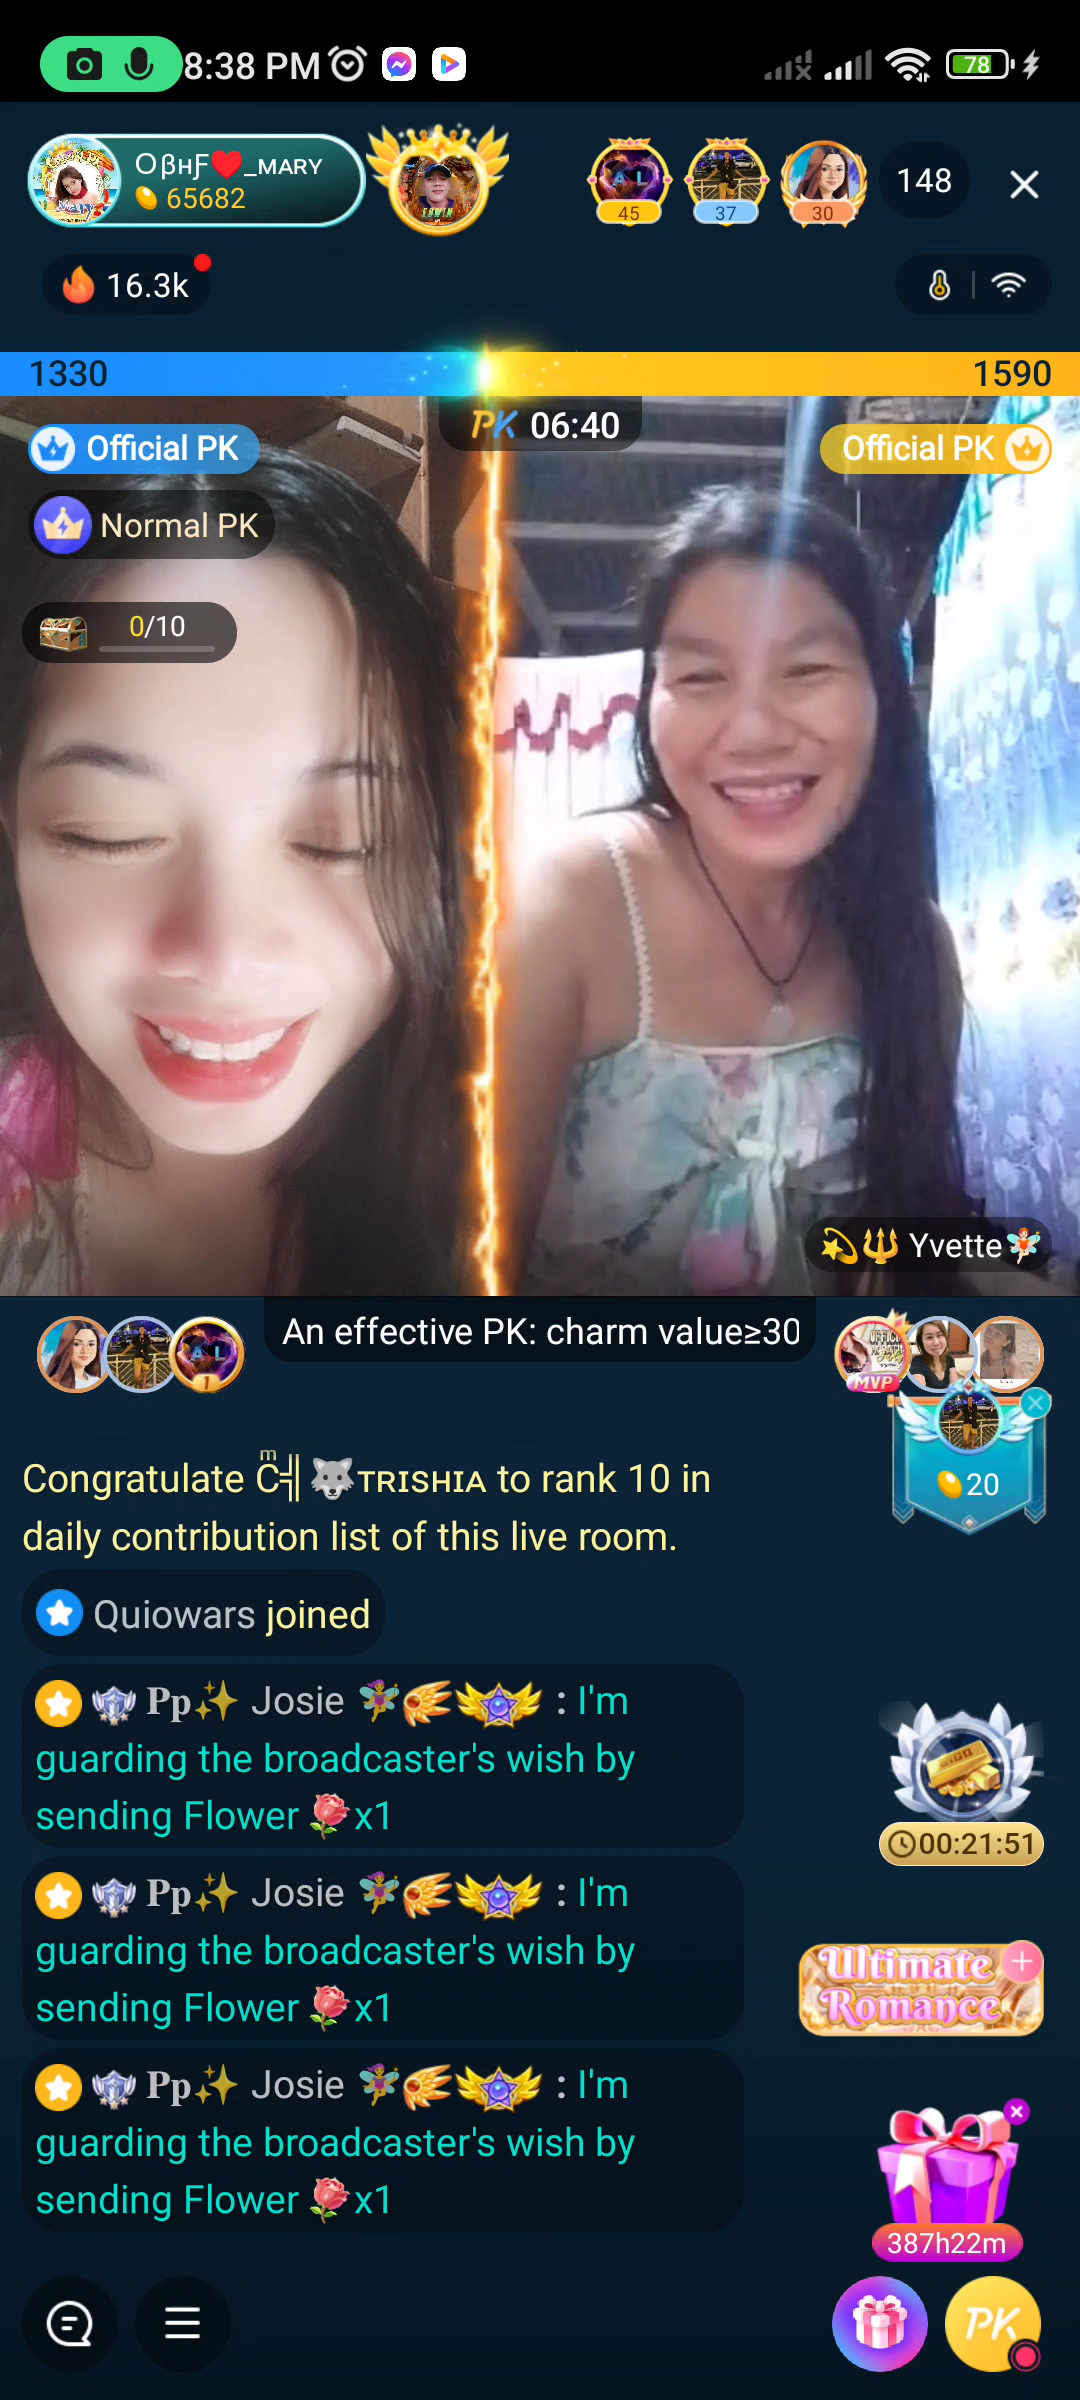 8:38 PM
78
OβʜƑ❤️_ᴍᴀʀʏ
65682
45
37
30
148
16.3k
1330
1590
PK 06:40
Official PK
Official PK
Normal PK
0/10
💫🔱 Yvette🧚
An effective PK: charm value≥30
1
MVP
20
Congratulate C̐ͫ╣🐺ᴛʀɪsʜɪᴀ to rank 10 in
daily contribution list of this live room.
Quiowars joined
𝐏𝐩✨ Josie 🧚 : I'm
guarding the broadcaster's wish by
sending Flower 🌹x1
00:21:51
𝐏𝐩✨ Josie 🧚 : I'm
guarding the broadcaster's wish by
sending Flower 🌹x1
Ultimate
Romance
𝐏𝐩✨ Josie 🧚 : I'm
guarding the broadcaster's wish by
sending Flower 🌹x1
387h22m
PK